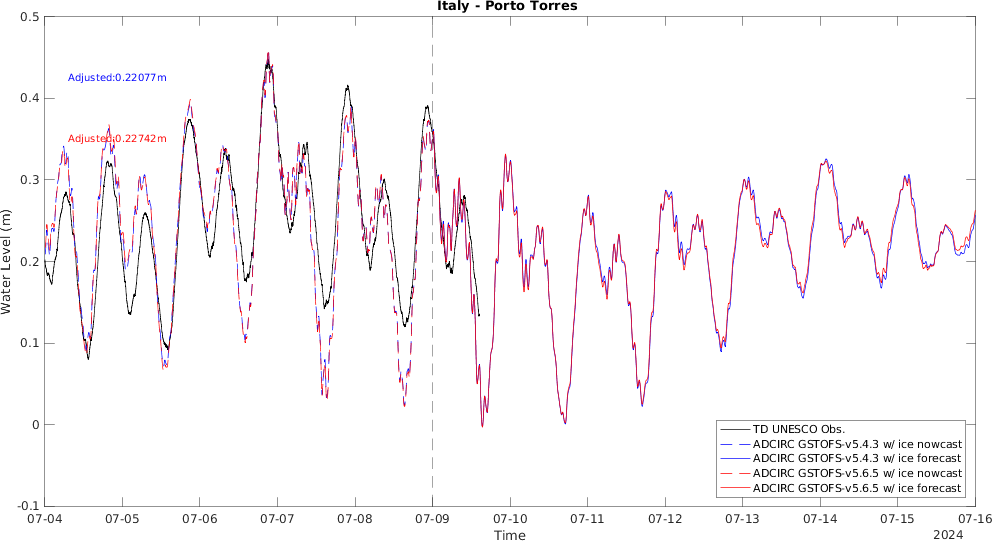 Italy - Porto Torres
0.5
0.4
0.3
0.2
0.1
0
-0.1
Water Level (m)
Adjusted:0.22077m
Adjusted:0.22742m
TD UNESCO Obs.
ADCIRC GSTOFS-v5.4.3 w/ ice nowcast
ADCIRC GSTOFS-v5.4.3 w/ ice forecast
ADCIRC GSTOFS-v5.6.5 w/ ice nowcast
ADCIRC GSTOFS-v5.6.5 w/ ice forecast
07-04 07-05 07-06 07-07 07-08 07-09 07-10 07-11 07-12 07-13 07-14 07-15 07-16
Time
2024